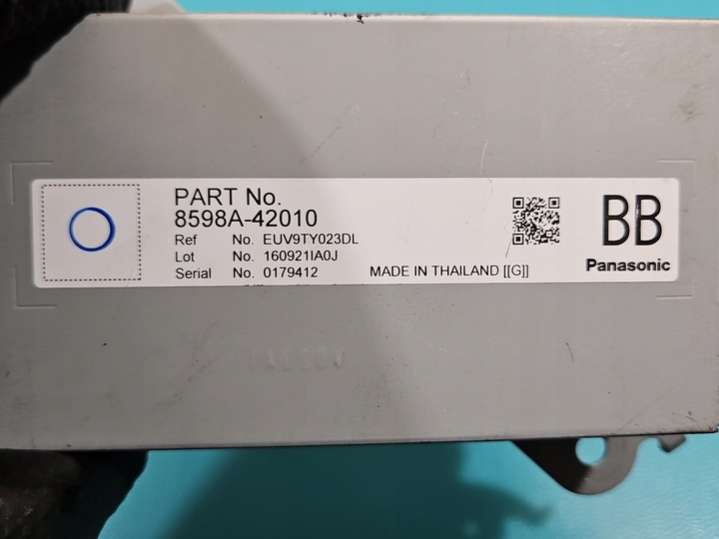 PART No.
8598A-42010
Ref No. EUV9TY023DL
Lot No. 160921IA0J
Serial No. 0179412
MADE IN THAILAND [[G]]
BB
Panasonic